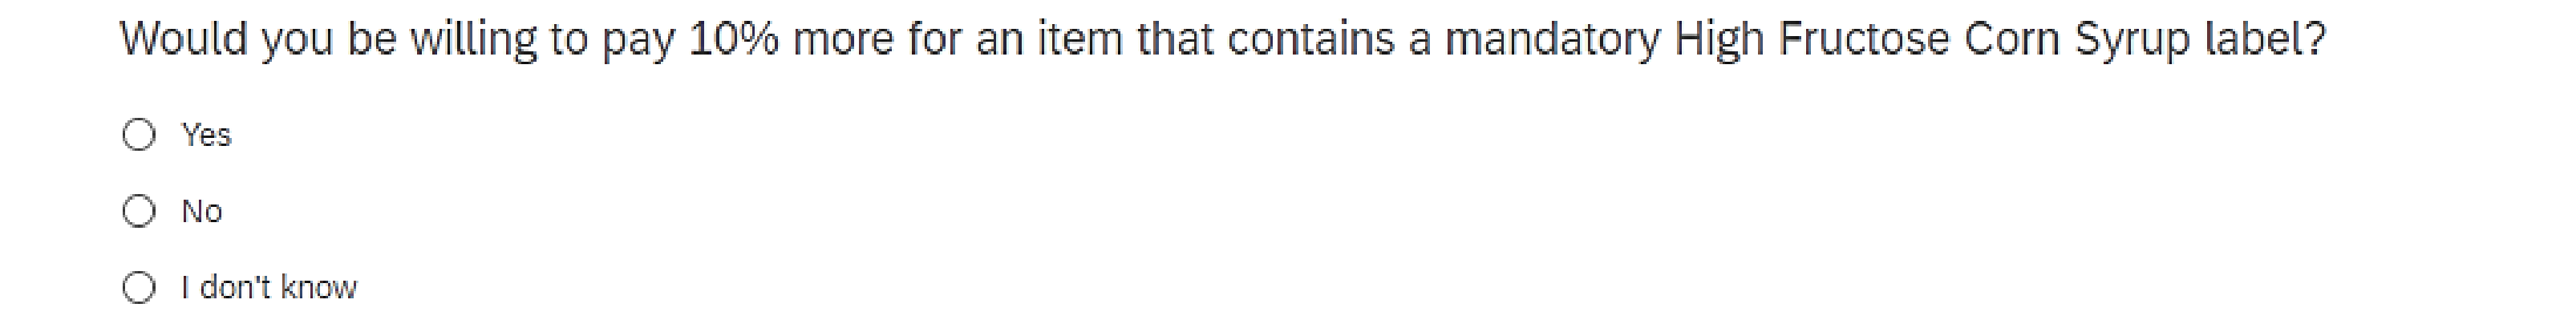 Would you be willing to pay 10% more for an item that contains a mandatory High Fructose Corn Syrup label?
Yes
No
I don't know